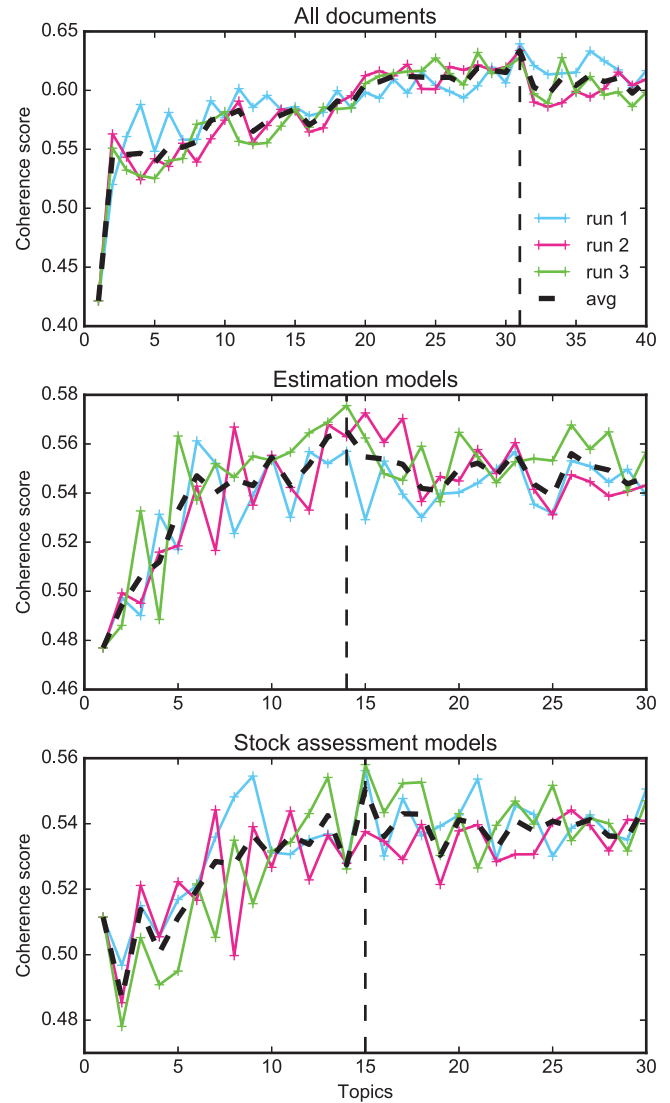 All documents
Coherence score
0.65
0.60
0.55
0.50
0.45
0.40
run 1
run 2
run 3
avg
0 5 10 15 20 25 30 35 40
Estimation models
Coherence score
0.58
0.56
0.54
0.52
0.50
0.48
0.46
0 5 10 15 20 25 30
Stock assessment models
Coherence score
0.56
0.54
0.52
0.50
0.48
0 5 10 15 20 25 30
Topics